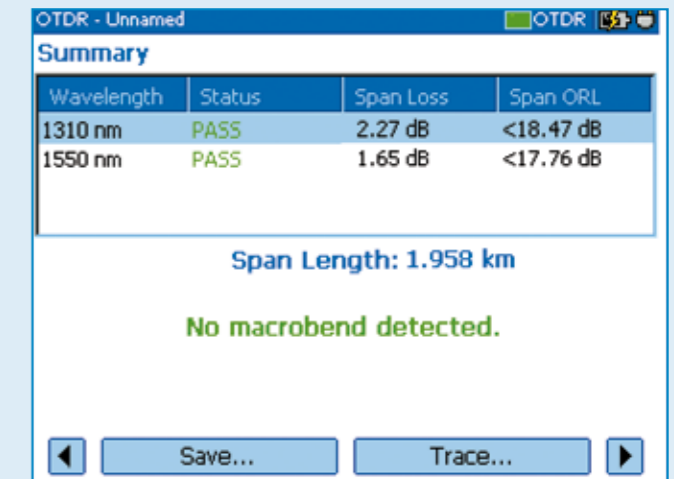 OTDR - Unnamed OTDR
Summary
Wavelength Status Span Loss Span ORL
1310 nm PASS 2.27 dB <18.47 dB
1550 nm PASS 1.65 dB <17.76 dB
Span Length: 1.958 km
No macrobend detected.
Save... Trace...